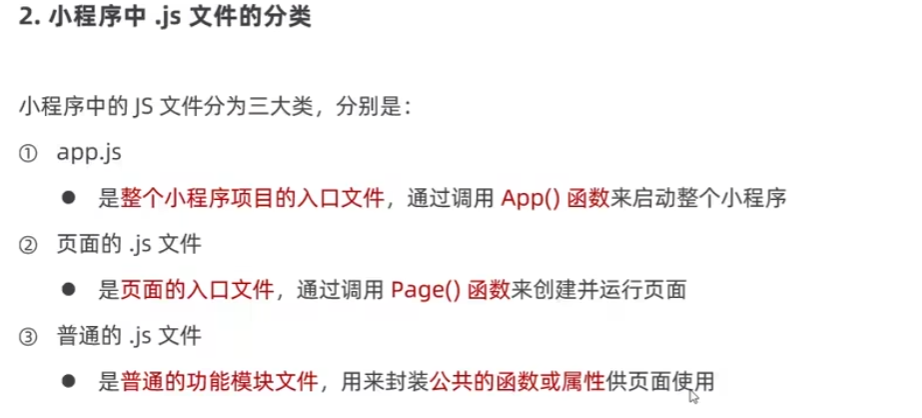 2. 小程序中 .js 文件的分类
小程序中的 JS 文件分为三大类，分别是：
① app.js
● 是整个小程序项目的入口文件，通过调用 App() 函数来启动整个小程序
② 页面的 .js 文件
● 是页面的入口文件，通过调用 Page() 函数来创建并运行页面
③ 普通的 .js 文件
● 是普通的功能模块文件，用来封装公共的函数或属性供页面使用